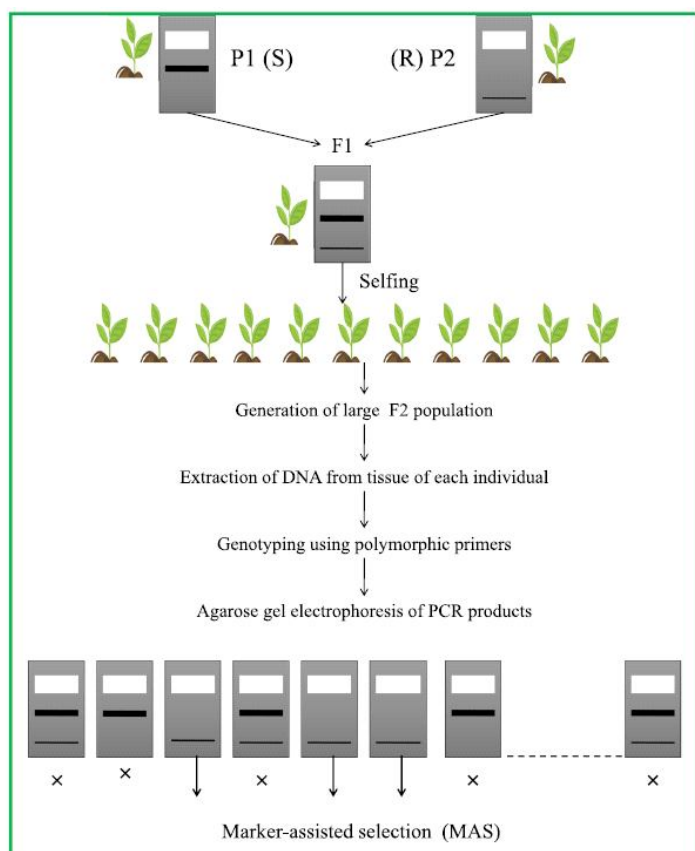 P1 (S)
(R) P2
F1
Selfing
Generation of large F2 population
Extraction of DNA from tissue of each individual
Genotyping using polymorphic primers
Agarose gel electrophoresis of PCR products
× × × × ×
Marker-assisted selection (MAS)